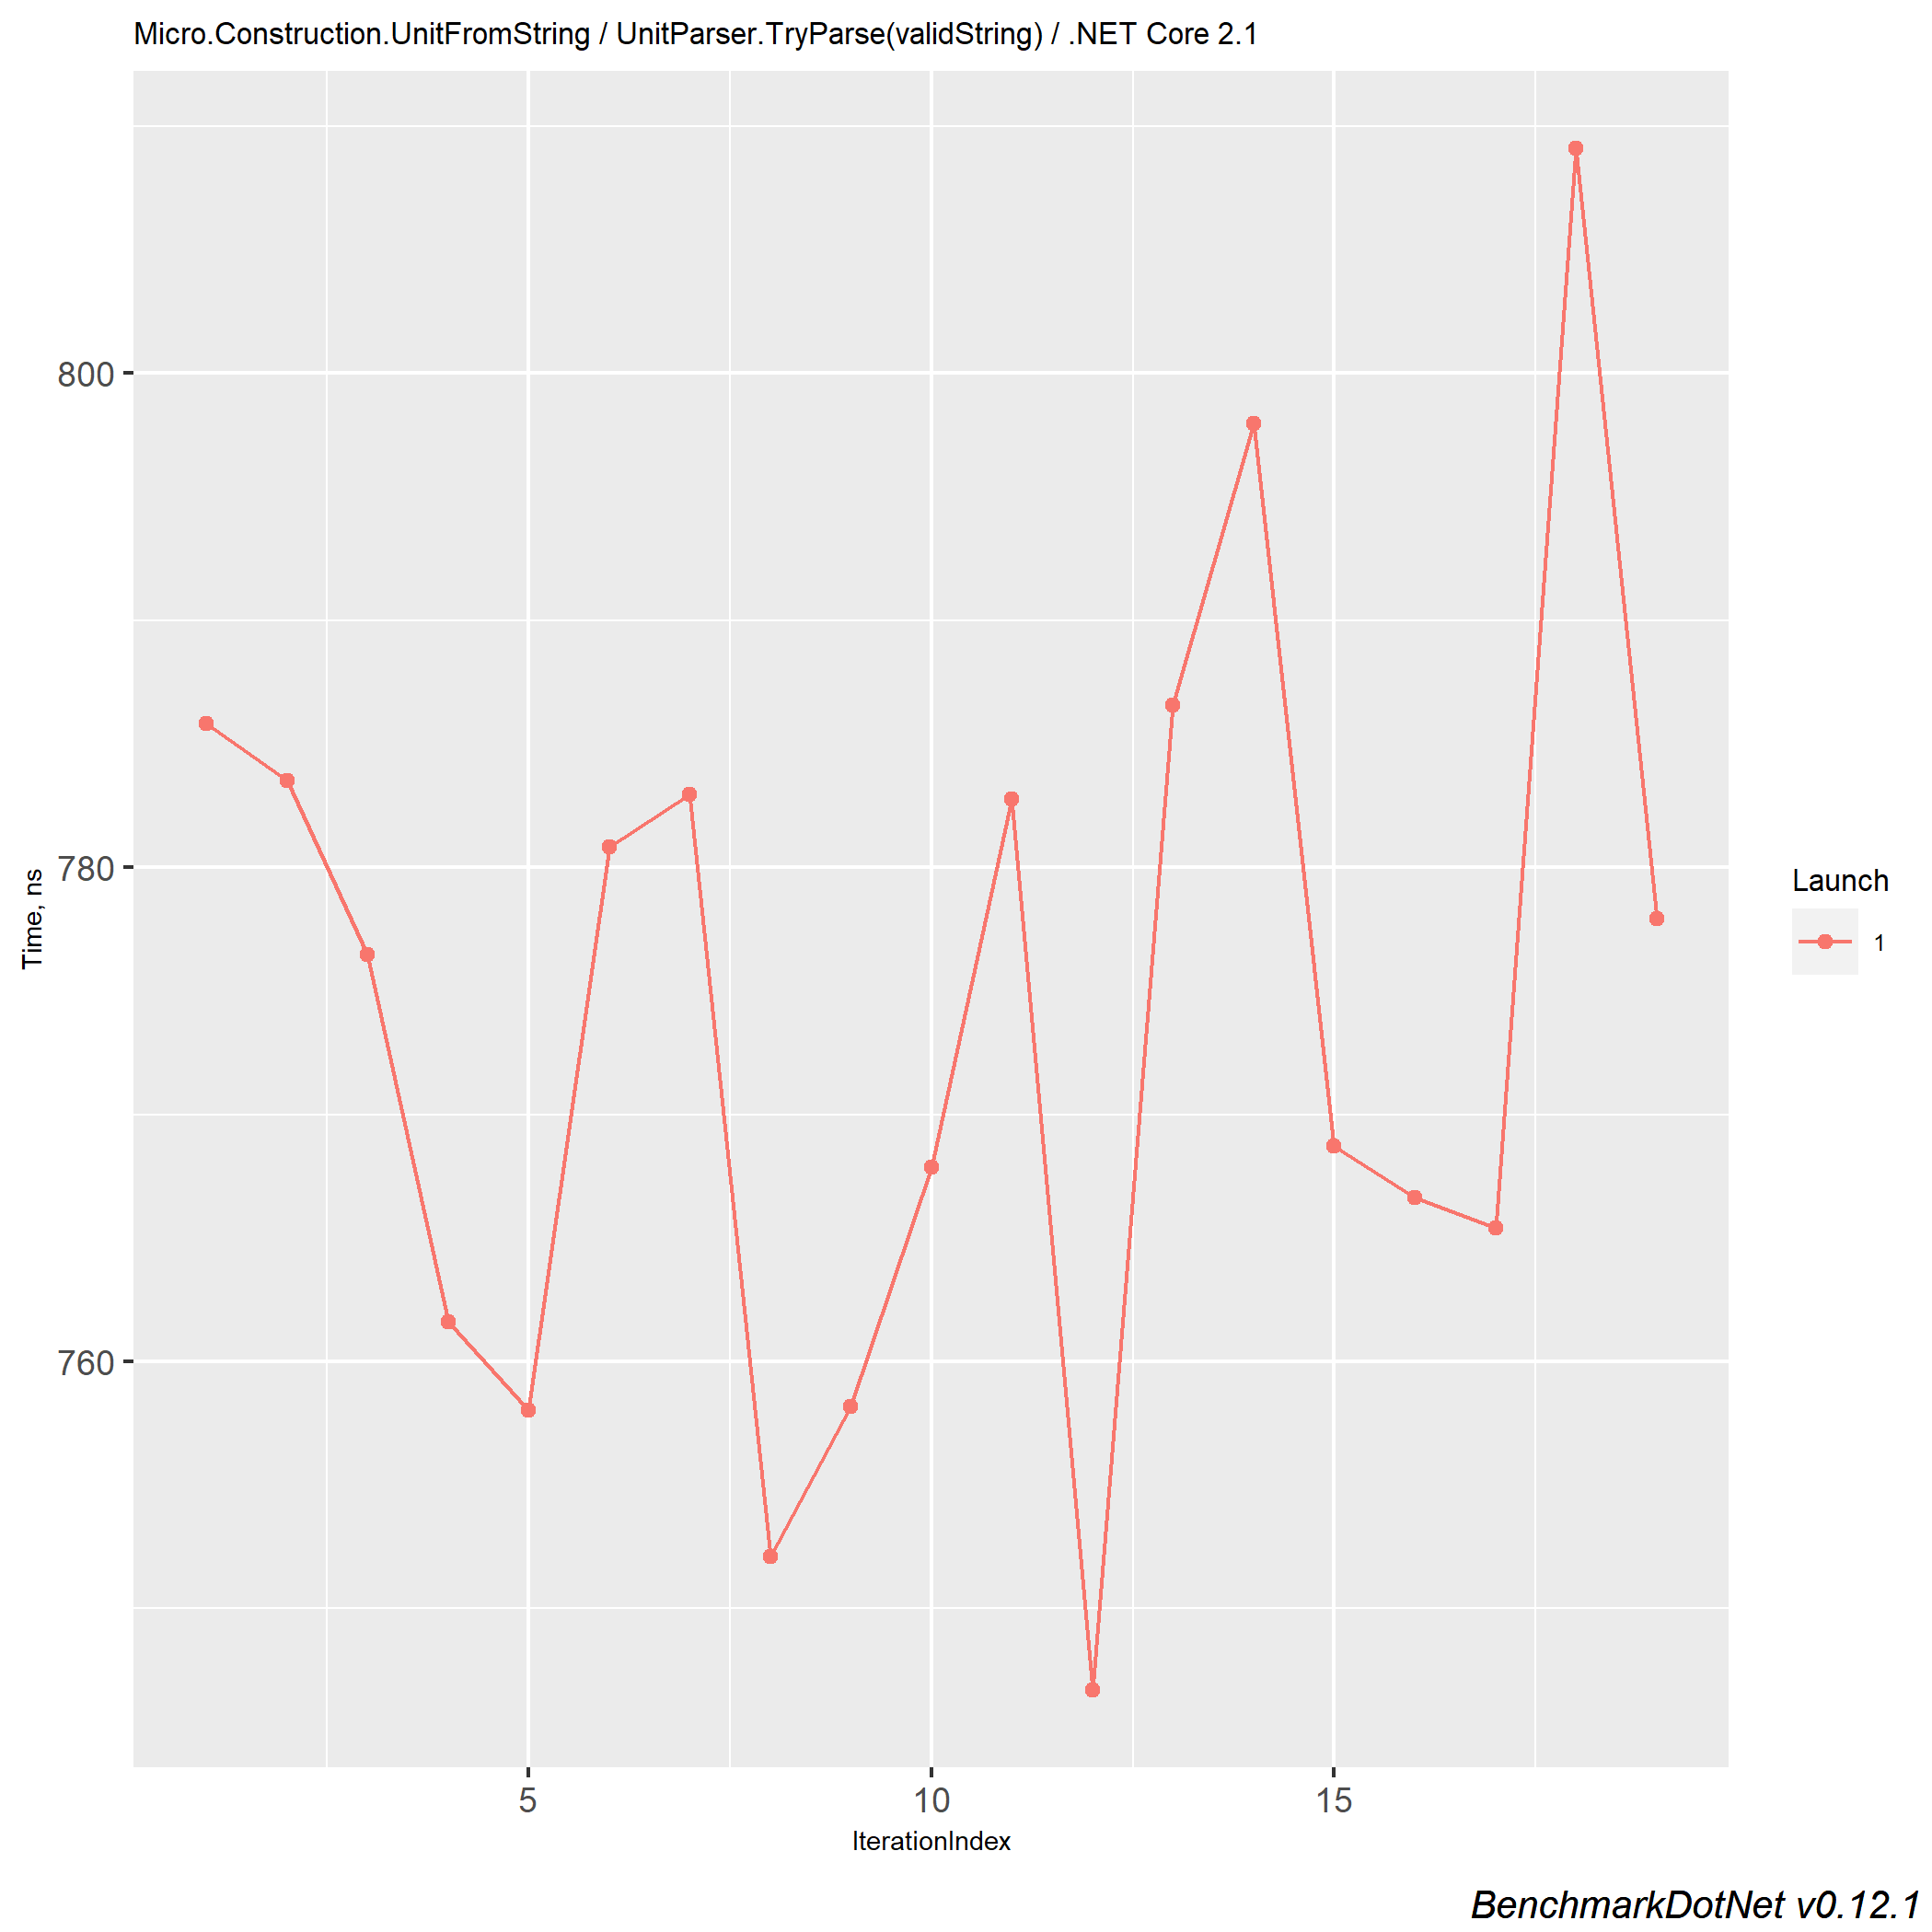 Micro.Construction.UnitFromString / UnitParser.TryParse(validString) / .NET Core 2.1
800
780
760
Time, ns
5
10
15
IterationIndex
Launch
1
BenchmarkDotNet v0.12.1